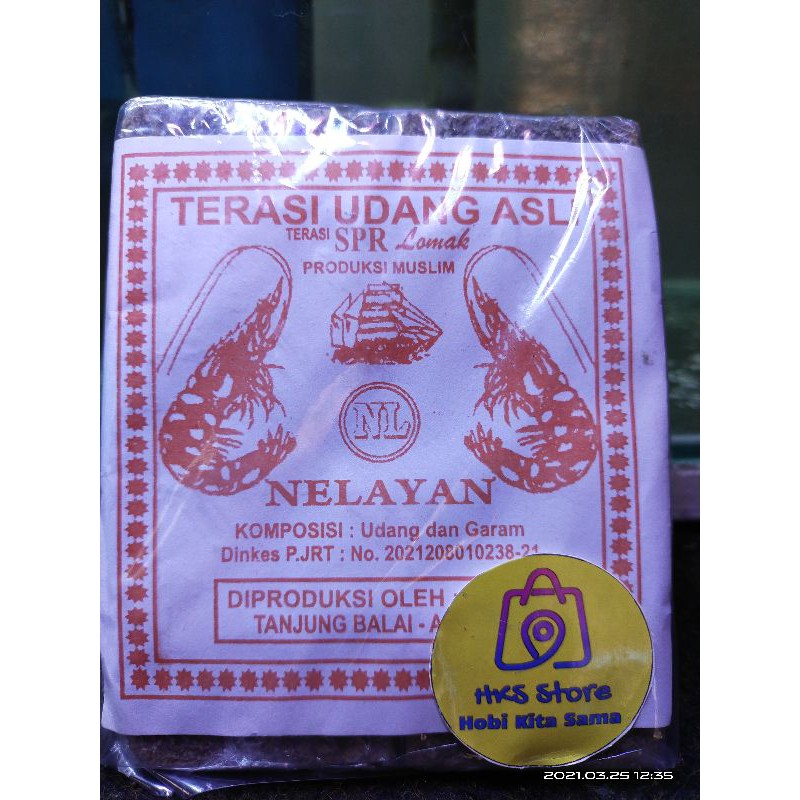 TERASI UDANG ASLI
TERASI SPR Lomak
PRODUKSI MUSLIM
NL
NELAYAN
KOMPOSISI : Udang dan Garam
Dinkes P.JRT : No. 2021208010238-21
DIPRODUKSI OLEH :
TANJUNG BALAI - A
HKS Store
Hobi Kita Sama
2021.03.25 12:35